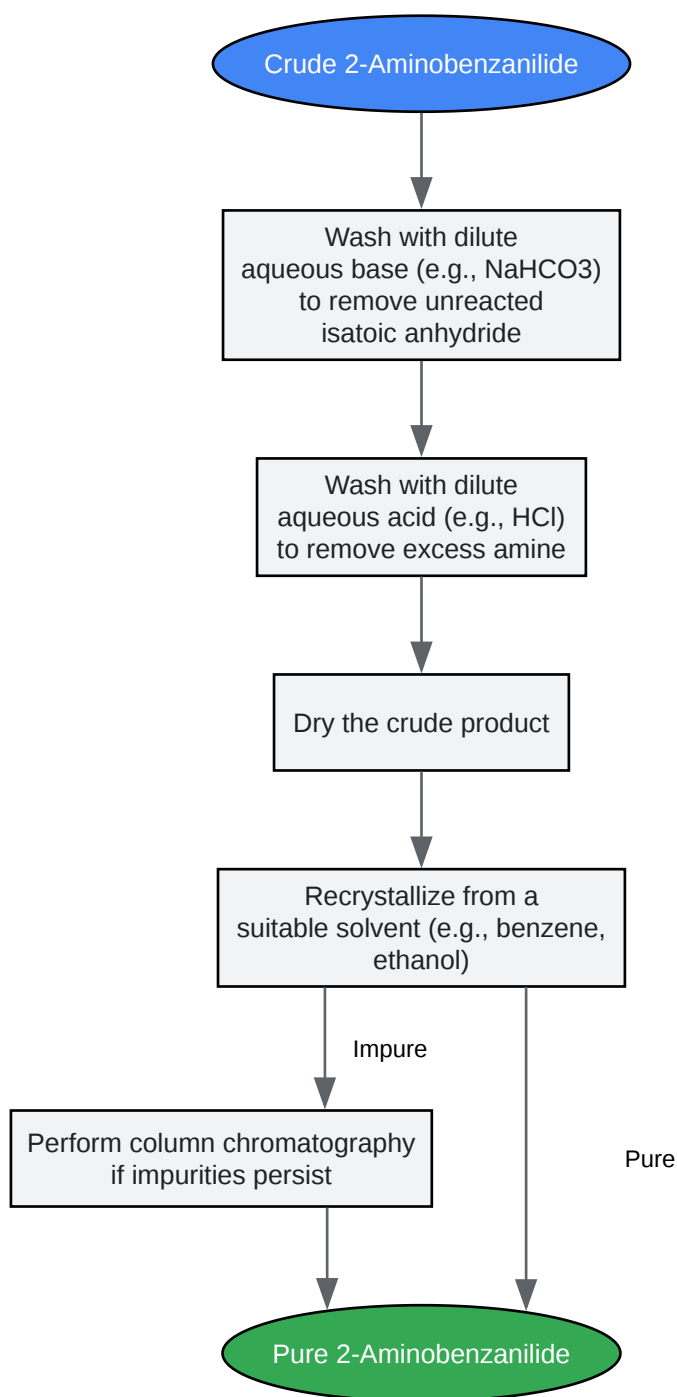 Crude 2-Aminobenzanilide
Wash with dilute
aqueous base (e.g., NaHCO3)
to remove unreacted
isatoic anhydride
Wash with dilute
aqueous acid (e.g., HCl)
to remove excess amine
Dry the crude product
Recrystallize from a
suitable solvent (e.g., benzene,
ethanol)
Impure
Perform column chromatography
if impurities persist
Pure
Pure 2-Aminobenzanilide